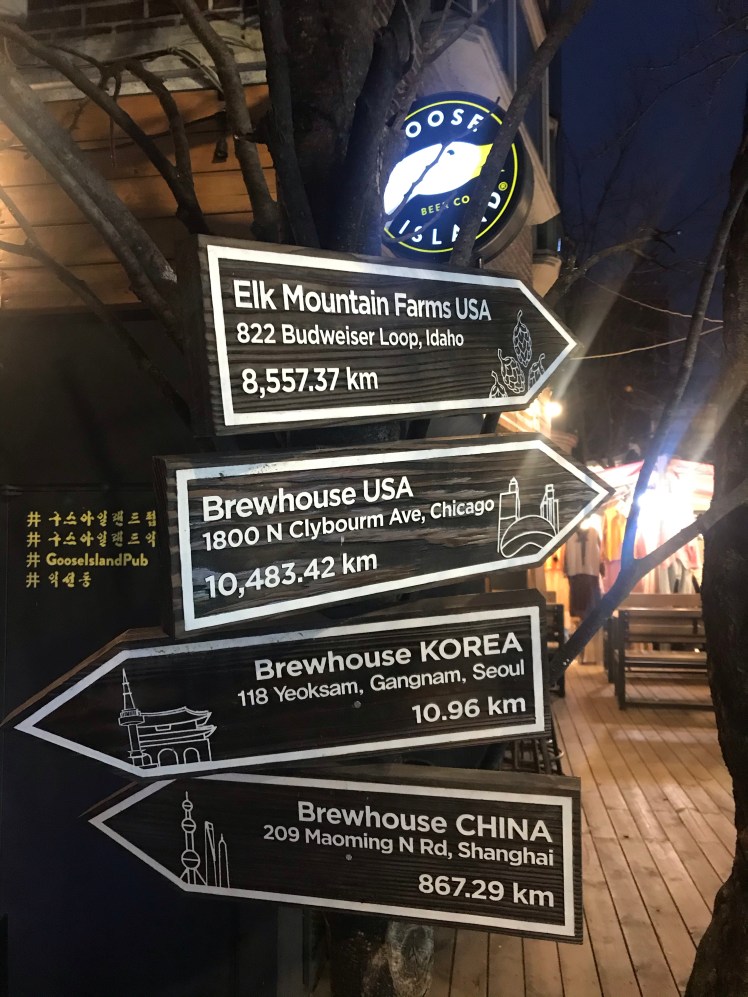 OOSE
BEER CO
ISLAND®
Elk Mountain Farms USA
822 Budweiser Loop, Idaho
8,557.37 km
Brewhouse USA
1800 N Clybourm Ave, Chicago
10,483.42 km
# 구스아일랜드펍
# 구스아일랜드익
# GooseIslandPub
# 익선동
Brewhouse KOREA
118 Yeoksam, Gangnam, Seoul
10.96 km
Brewhouse CHINA
209 Maoming N Rd, Shanghai
867.29 km